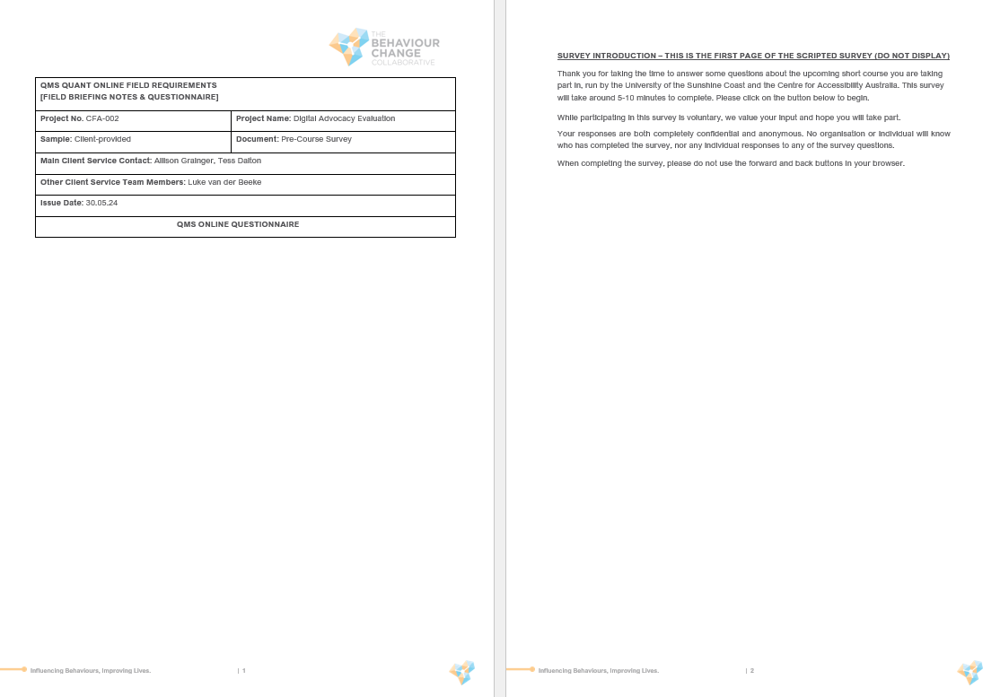 THE
BEHAVIOUR
CHANGE
COLLABORATIVE
QMS QUANT ONLINE FIELD REQUIREMENTS
[FIELD BRIEFING NOTES & QUESTIONNAIRE]
Project No. CFA-002
Project Name: Digital Advocacy Evaluation
Sample: Client-provided
Document: Pre-Course Survey
Main Client Service Contact: Allison Grainger, Tess Dalton
Other Client Service Team Members: Luke van der Beeke
Issue Date: 30.05.24
QMS ONLINE QUESTIONNAIRE
Influencing Behaviours, Improving Lives.
| 1
SURVEY INTRODUCTION – THIS IS THE FIRST PAGE OF THE SCRIPTED SURVEY (DO NOT DISPLAY)
Thank you for taking the time to answer some questions about the upcoming short course you are taking
part in, run by the University of the Sunshine Coast and the Centre for Accessibility Australia. This survey
will take around 5-10 minutes to complete. Please click on the button below to begin.
While participating in this survey is voluntary, we value your input and hope you will take part.
Your responses are both completely confidential and anonymous. No organisation or individual will know
who has completed the survey, nor any individual responses to any of the survey questions.
When completing the survey, please do not use the forward and back buttons in your browser.
Influencing Behaviours, Improving Lives.
| 2